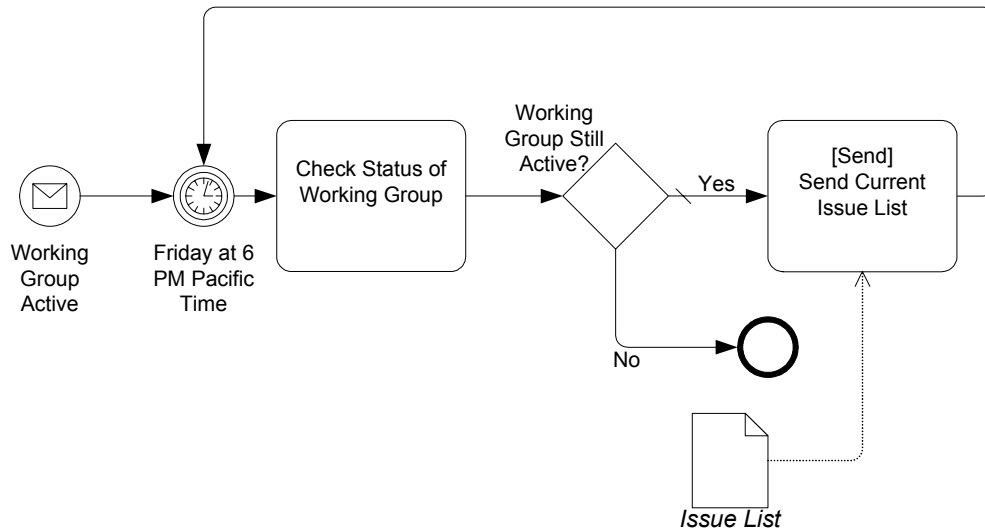 Working
Group
Active
Friday at 6
PM Pacific
Time
Check Status of
Working Group
Working
Group Still
Active?
Yes
No
[Send]
Send Current
Issue List
Issue List